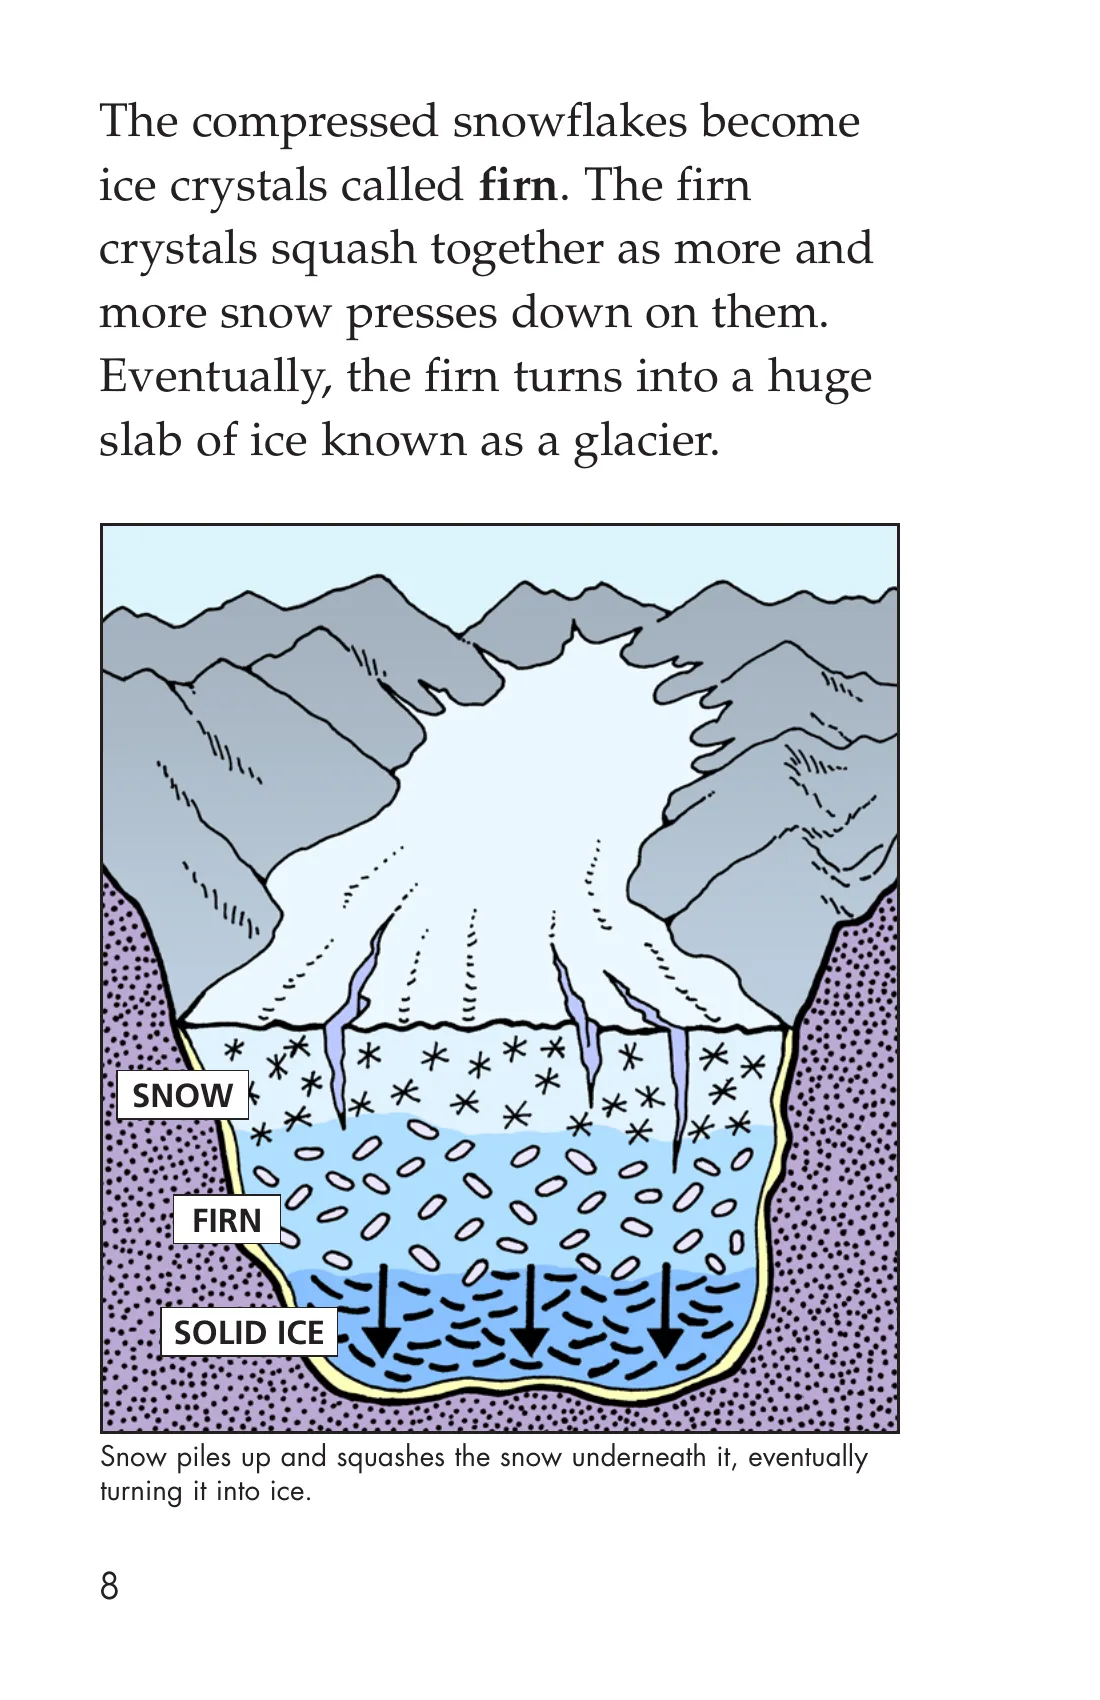 The compressed snowflakes become
ice crystals called firn. The firn
crystals squash together as more and
more snow presses down on them.
Eventually, the firn turns into a huge
slab of ice known as a glacier.
SNOW
FIRN
SOLID ICE
Snow piles up and squashes the snow underneath it, eventually
turning it into ice.
8